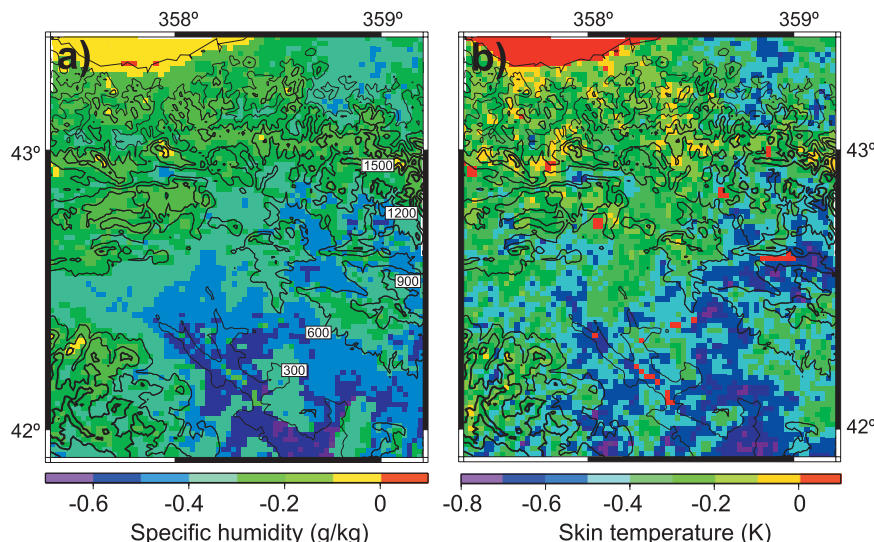 358º 359º 358º 359º
a) b)
43º 43º
1500
1200
900
600
300
42º 42º
-0.6 -0.4 -0.2 0 -0.8 -0.6 -0.4 -0.2 0
Specific humidity (g/kg) Skin temperature (K)